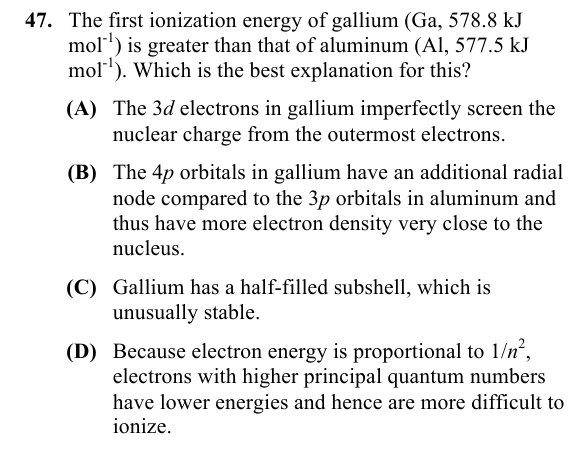 47. The first ionization energy of gallium (Ga, 578.8 kJ
mol⁻¹) is greater than that of aluminum (Al, 577.5 kJ
mol⁻¹). Which is the best explanation for this?
(A) The 3d electrons in gallium imperfectly screen the
nuclear charge from the outermost electrons.
(B) The 4p orbitals in gallium have an additional radial
node compared to the 3p orbitals in aluminum and
thus have more electron density very close to the
nucleus.
(C) Gallium has a half-filled subshell, which is
unusually stable.
(D) Because electron energy is proportional to 1/n²,
electrons with higher principal quantum numbers
have lower energies and hence are more difficult to
ionize.